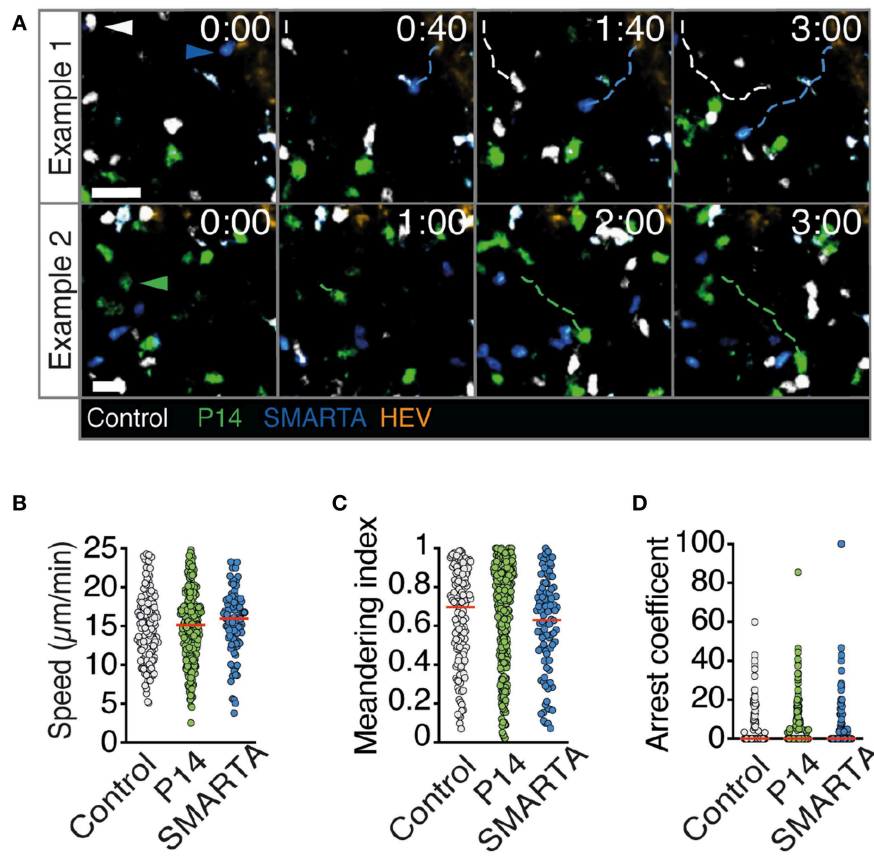 A
Example 1
0:00
0:40
1:40
3:00
Example 2
0:00
1:00
2:00
3:00
Control P14 SMARTA HEV
B
Speed (µm/min)
25
20
15
10
5
0
Control
P14
SMARTA
C
Meandering index
1
0.8
0.6
0.4
0.2
0
Control
P14
SMARTA
D
Arrest coefficent
100
80
60
40
20
0
Control
P14
SMARTA